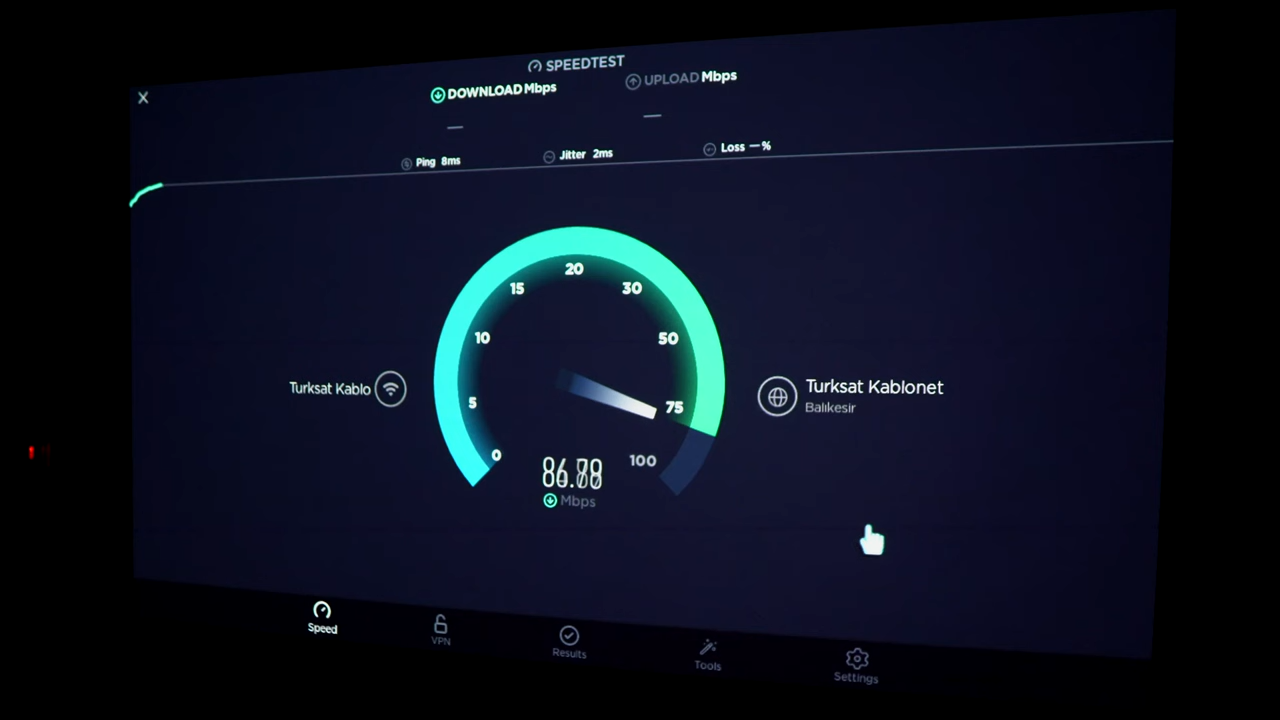 X
SPEEDTEST
DOWNLOAD Mbps
UPLOAD Mbps
Ping 8ms
Jitter 2ms
Loss —%
0
5
10
15
20
30
50
75
100
Turksat Kablo
Turksat Kablonet
Balıkesir
Mbps
Speed
VPN
Results
Tools
Settings